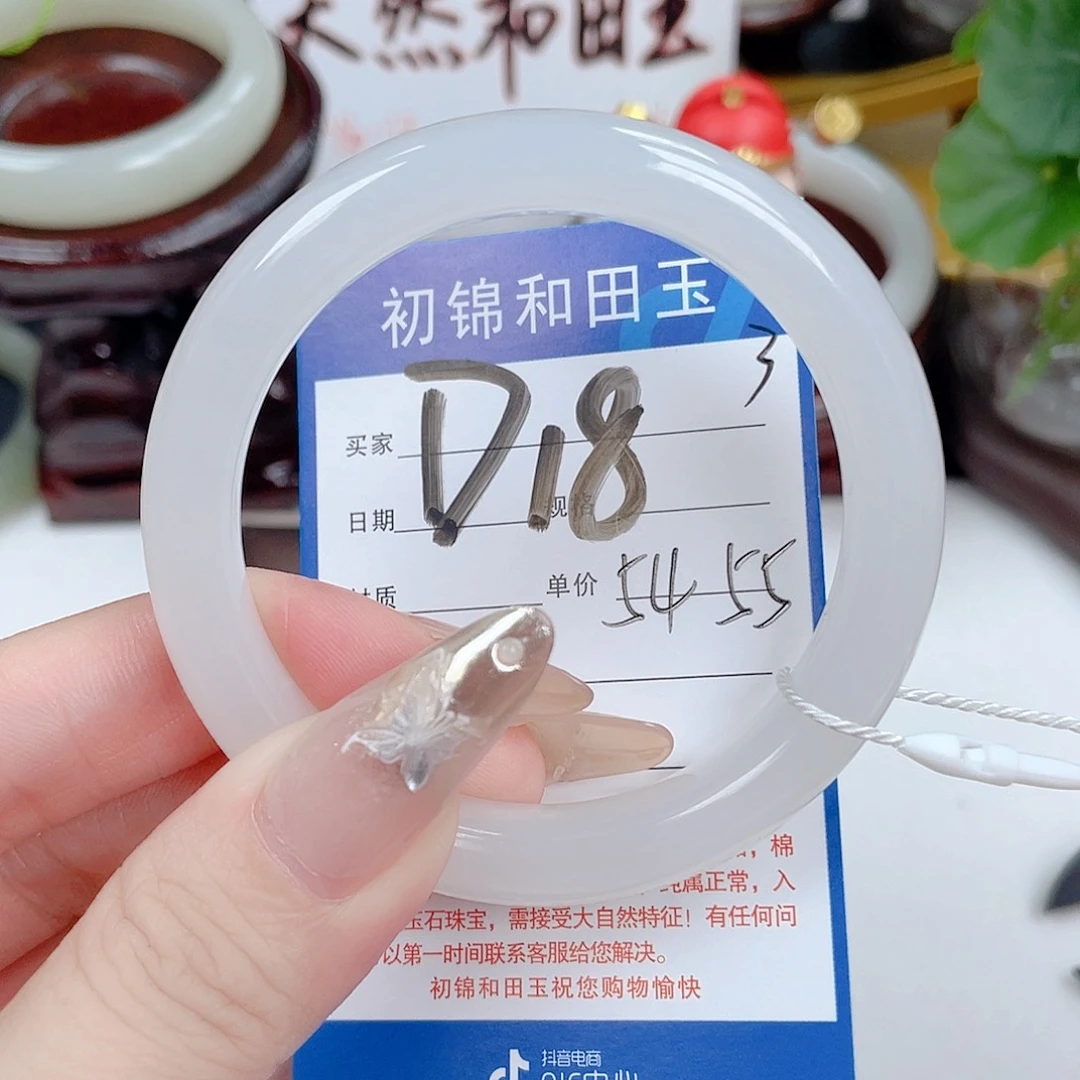 天然和田玉
初锦和田玉
D18
3
买家
日期 规格
材质 单价 54 55
，棉
纯属正常，入
玉石珠宝，需接受大自然特征！有任何问
以第一时间联系客服给您解决。
初锦和田玉祝您购物愉快
抖音电商